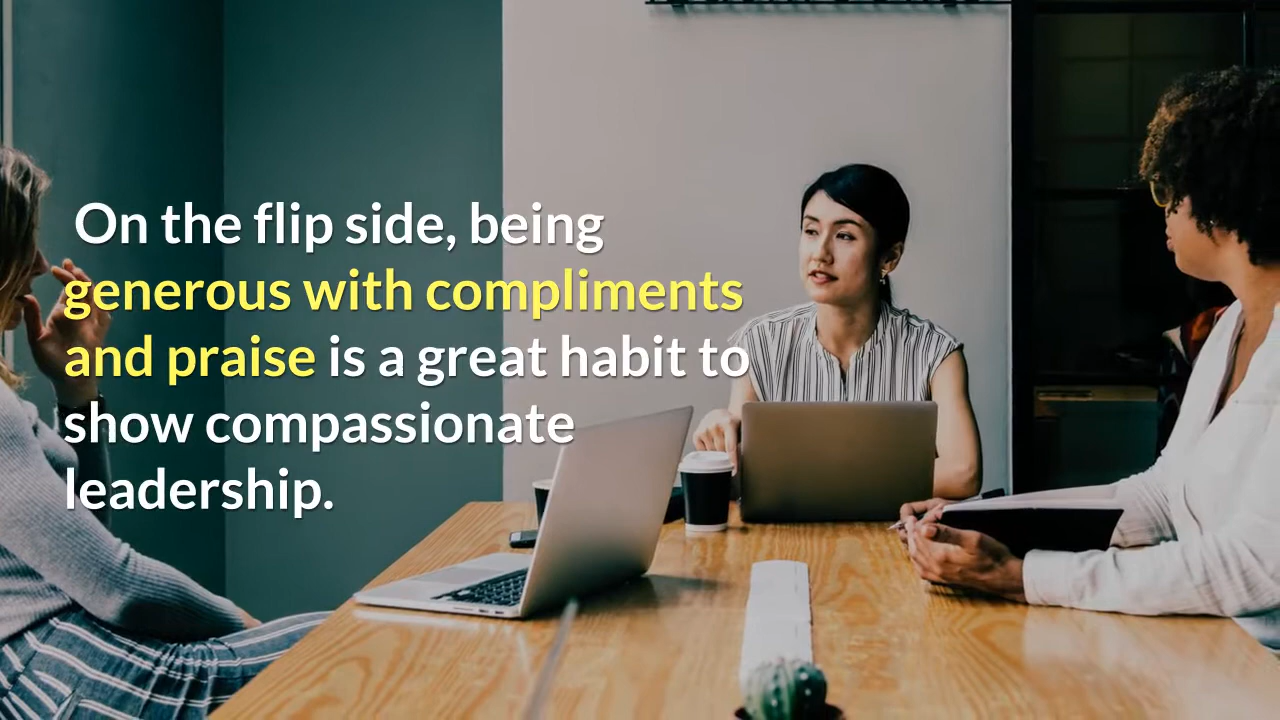 On the flip side, being
generous with compliments
and praise is a great habit to
show compassionate
leadership.